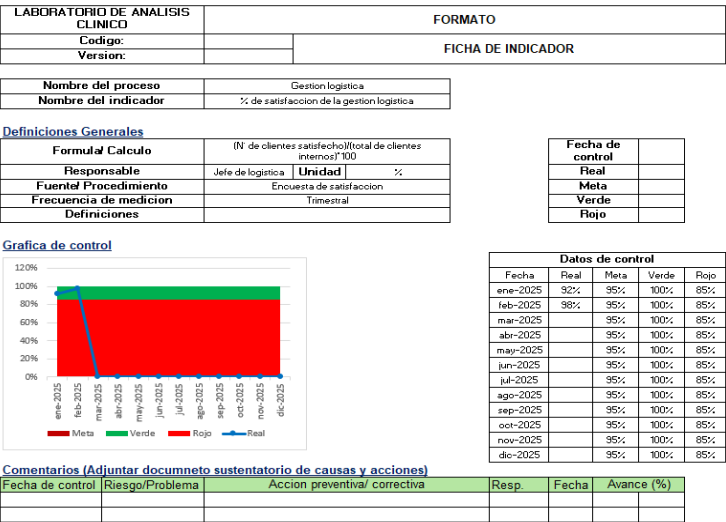 LABORATORIO DE ANALISIS
CLINICO
FORMATO
Codigo:
FICHA DE INDICADOR
Version:
Nombre del proceso Gestion logistica
Nombre del indicador % de satisfaccion de la gestion logistica
Definiciones Generales
Formula/ Calculo (N° de clientes satisfecho)/(total de clientes
internos)*100
Responsable Jefe de logistica Unidad %
Fuente/ Procedimiento Encuesta de satisfaccion
Frecuencia de medicion Trimestral
Definiciones
Fecha de
control
Real
Meta
Verde
Rojo
Grafica de control
120%
100%
80%
60%
40%
20%
0%
ene-2025
feb-2025
mar-2025
abr-2025
may-2025
jun-2025
jul-2025
ago-2025
sep-2025
oct-2025
nov-2025
dic-2025
Meta Verde Rojo Real
Datos de control
Fecha Real Meta Verde Rojo
ene-2025 92% 95% 100% 85%
feb-2025 98% 95% 100% 85%
mar-2025 95% 100% 85%
abr-2025 95% 100% 85%
may-2025 95% 100% 85%
jun-2025 95% 100% 85%
jul-2025 95% 100% 85%
ago-2025 95% 100% 85%
sep-2025 95% 100% 85%
oct-2025 95% 100% 85%
nov-2025 95% 100% 85%
dic-2025 95% 100% 85%
Comentarios (Adjuntar documneto sustentatorio de causas y acciones)
Fecha de control Riesgo/Problema Accion preventiva/ correctiva Resp. Fecha Avance (%)